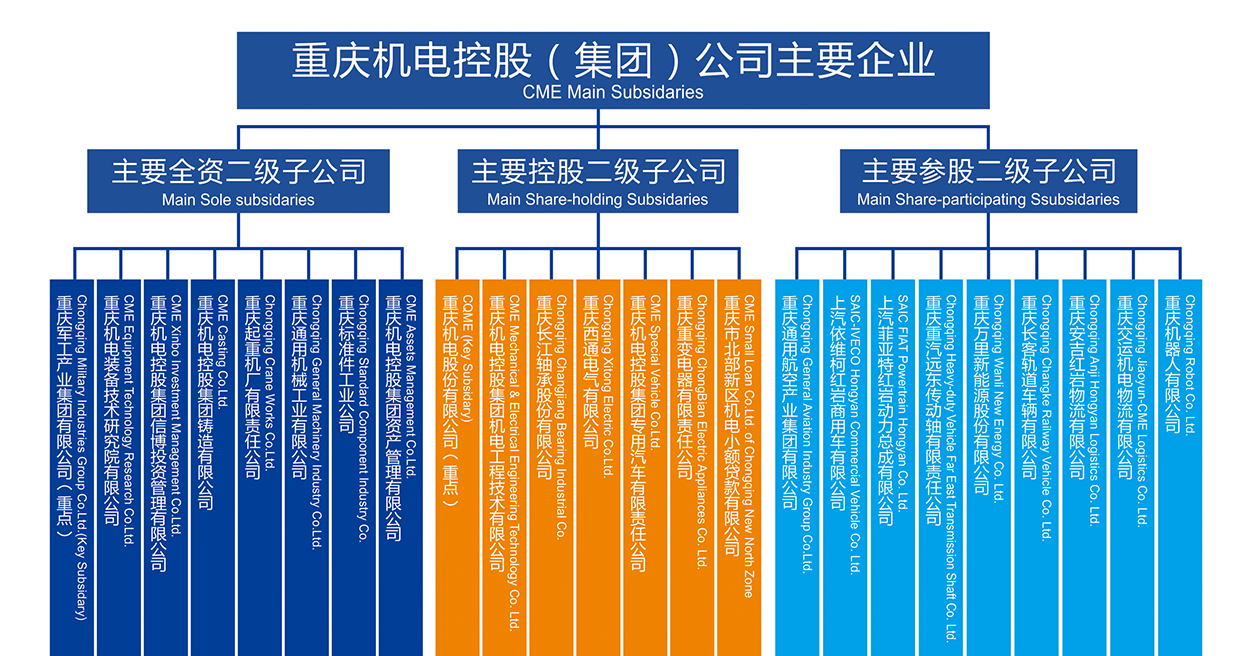 重庆机电控股（集团）公司主要企业
CME Main Subsidaries
主要全资二级子公司
Main Sole subsidaries
主要控股二级子公司
Main Share-holding Subsidaries
主要参股二级子公司
Main Share-participating Ssubsidaries
重庆军工产业集团有限公司（重点）
Chongqing Military Industries Group Co.Ltd.(Key Subsidary)
重庆机电装备技术研究院有限公司
CME Equipment Technology Research Co.Ltd.
重庆机电控股集团信博投资管理有限公司
CME Xinbo Investment Management Co.Ltd.
重庆机电控股集团铸造有限公司
CME Casting Co.Ltd.
重庆起重机厂有限责任公司
Chongqing Crane Works Co.Ltd.
重庆通用机械工业有限公司
Chongqing General Machinery Industry Co.Ltd.
重庆标准件工业公司
Chongqing Standard Component Industry Co.
重庆机电控股集团资产管理有限公司
CME Assets Management Co.Ltd.
重庆机电股份有限公司（重点）
CQME (Key Subsidary)
重庆机电控股集团机电工程技术有限公司
CME Mechanical & Electrical Engineering Technology Co. Ltd.
重庆长江轴承股份有限公司
Chongqing Changjiang Bearing Industrial Co.
重庆西通电气有限公司
Chongqing Xitong Electric Co.Ltd.
重庆机电控股集团专用汽车有限责任公司
CME Special Vehicle Co.Ltd.
重庆重变电器有限责任公司
Chongqing ChongBian Electric Appliances Co. Ltd.
重庆市北部新区机电小额贷款有限公司
CME Small Loan Co.Ltd. of Chongqing New North Zone
重庆通用航空产业集团有限公司
Chongqing General Aviation Industry Group Co.Ltd.
上汽依维柯红岩商用车有限公司
SAIC-IVECO Hongyan Commercial Vehicle Co. Ltd.
上汽菲亚特红岩动力总成有限公司
SAIC FIAT Powertrain Hongyan Co. Ltd.
重庆重汽远东传动轴有限责任公司
Chongqing Heavy-duty Vehicle Far East Transmission Shaft Co. Ltd.
重庆万里新能源股份有限公司
Chongqing Wanli New Energy Co. Ltd.
重庆长客轨道车辆有限公司
Chongqing Changke Railway Vehicle Co. Ltd.
重庆安吉红岩物流有限公司
Chongqing Anji Hongyan Logistics Co. Ltd.
重庆交运机电物流有限公司
Chongqing Jiaoyun-CME Logistics Co. Ltd.
重庆机器人有限公司
Chongqing Robot Co. Ltd.